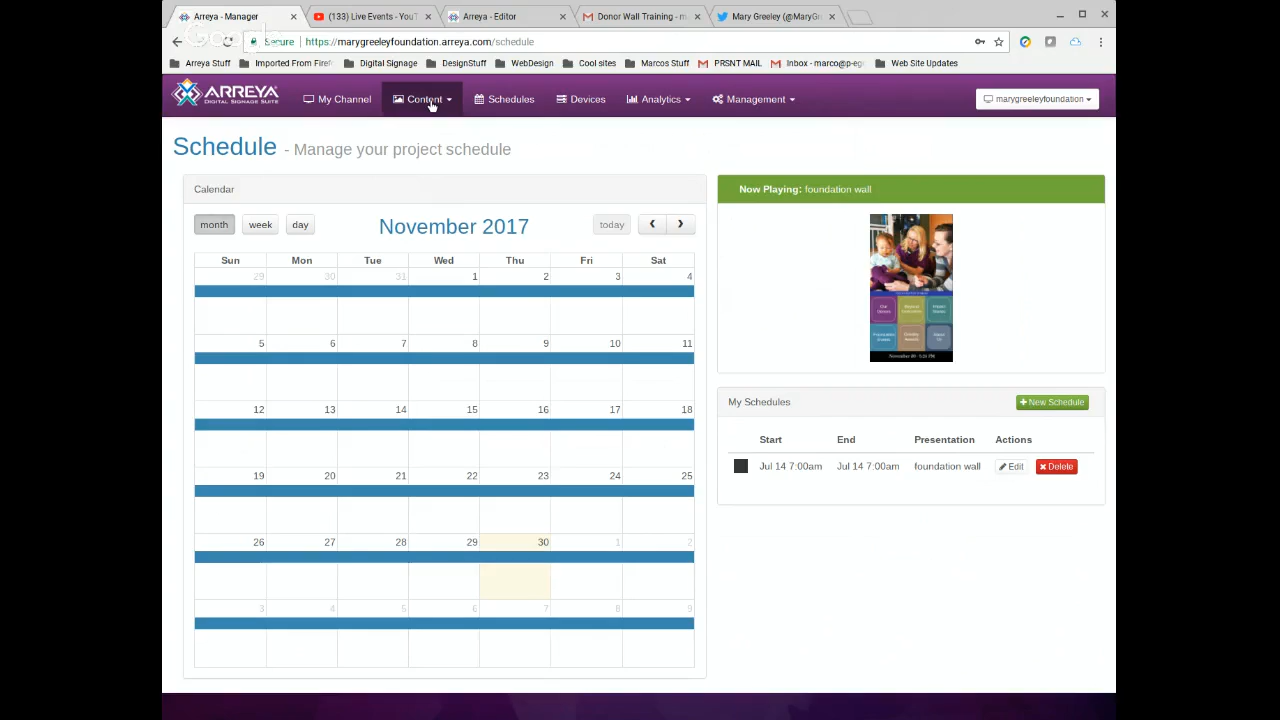 Arreya - Manager
(133) Live Events - YouT
Arreya - Editor
Donor Wall Training - m
Mary Greeley (@MaryGr
Google
Secure
https://marygreeleyfoundation.arreya.com/schedule
Arreya Stuff
Imported From Firef
Digital Signage
DesignStuff
WebDesign
Cool sites
Marcos Stuff
PRSNT MAIL
Inbox - marco@p-eg
Web Site Updates
ARREYA
DIGITAL SIGNAGE SUITE
My Channel
Content
Schedules
Devices
Analytics
Management
marygreeleyfoundation
Schedule - Manage your project schedule
Calendar
month week day
November 2017
today
Sun Mon Tue Wed Thu Fri Sat
29 30 31 1 2 3 4
5 6 7 8 9 10 11
12 13 14 15 16 17 18
19 20 21 22 23 24 25
26 27 28 29 30 1 2
3 4 5 6 7 8 9
Now Playing: foundation wall
My Schedules
New Schedule
Start End Presentation Actions
Jul 14 7:00am Jul 14 7:00am foundation wall Edit Delete